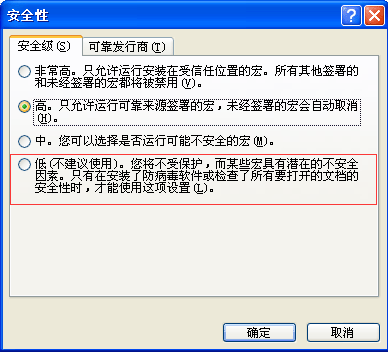 安全性
安全级(S)
可靠发行商(T)
非常高。只允许运行安装在受信任位置的宏。所有其他签署的
和未经签署的宏都将被禁用(V)。
高。只允许运行可靠来源签署的宏，未经签署的宏会自动取消
(H)。
中。您可以选择是否运行可能不安全的宏(M)。
低(不建议使用)。您将不受保护，而某些宏具有潜在的不安全
因素。只有在安装了防病毒软件或检查了所有要打开的文档的
安全性时，才能使用这项设置(L)。
确定
取消